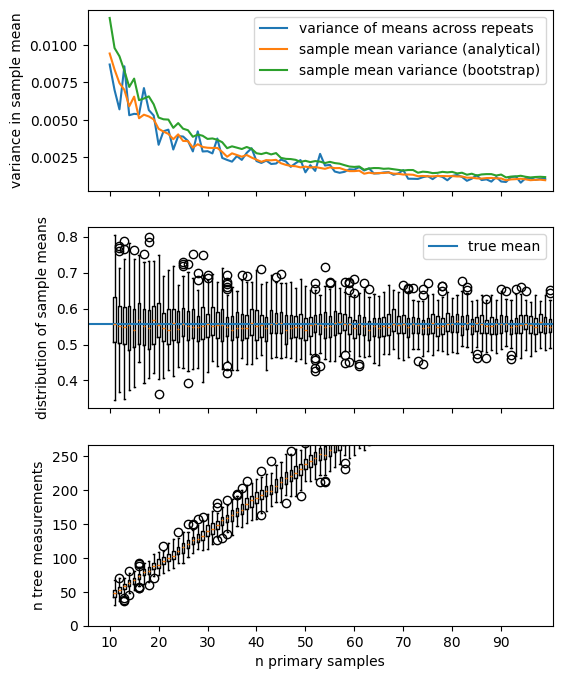 variance in sample mean
0.0100
0.0075
0.0050
0.0025
variance of means across repeats
sample mean variance (analytical)
sample mean variance (bootstrap)
distribution of sample means
0.8
0.7
0.6
0.5
0.4
true mean
n tree measurements
250
200
150
100
50
0
10 20 30 40 50 60 70 80 90
n primary samples